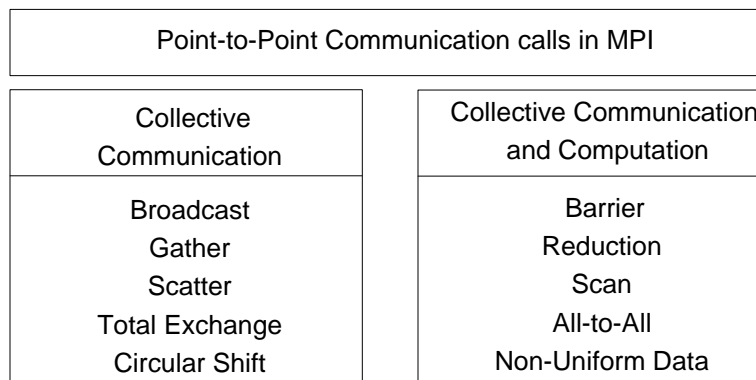 Point-to-Point Communication calls in MPI
Collective
Communication
Broadcast
Gather
Scatter
Total Exchange
Circular Shift
Collective Communication
and Computation
Barrier
Reduction
Scan
All-to-All
Non-Uniform Data